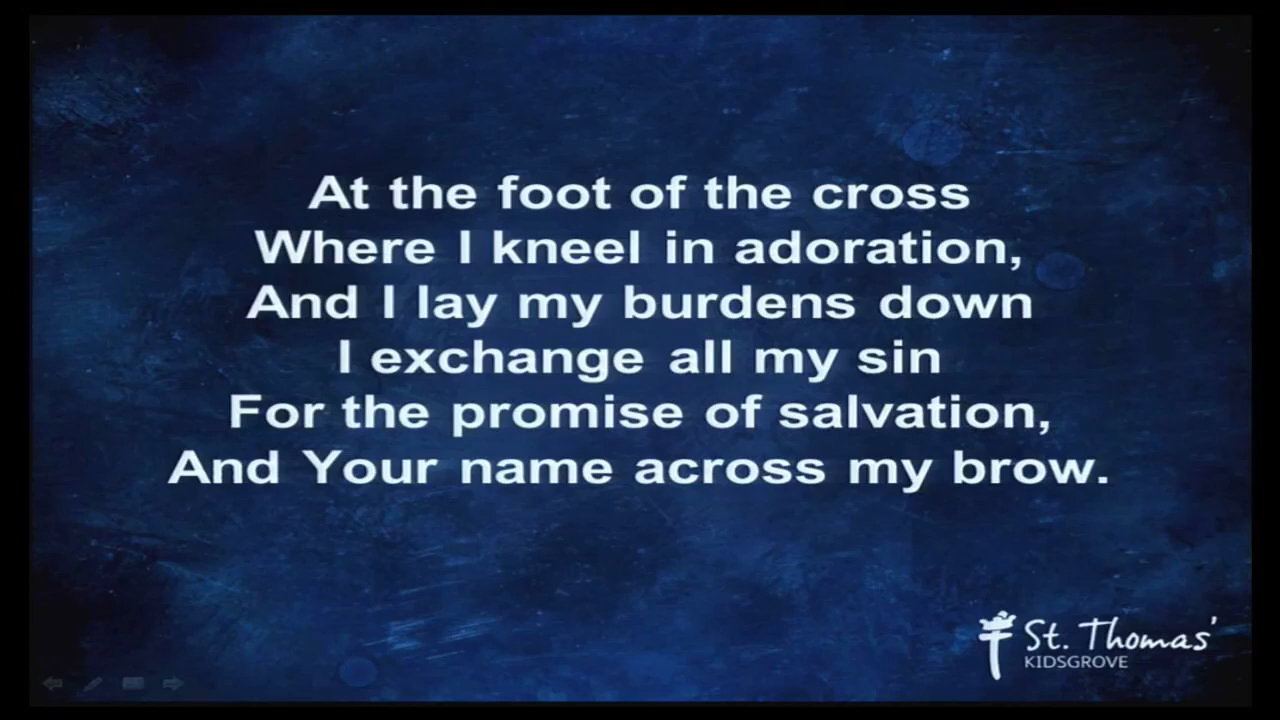 At the foot of the cross
Where I kneel in adoration,
And I lay my burdens down
I exchange all my sin
For the promise of salvation,
And Your name across my brow.
St. Thomas'
KIDSGROVE